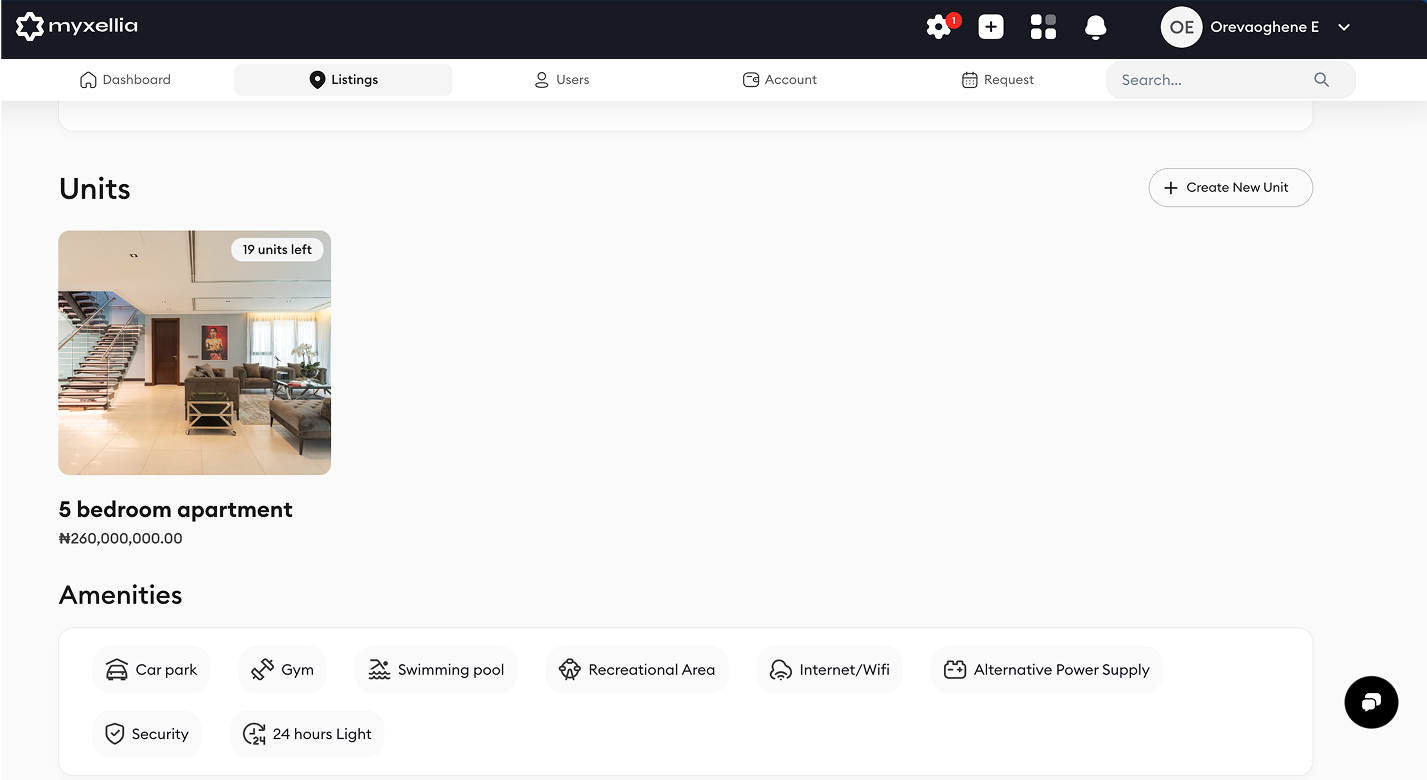 myxellia
1
OE
Orevaoghene E
Dashboard
Listings
Users
Account
Request
Search...
Units
Create New Unit
19 units left
5 bedroom apartment
₦260,000,000.00
Amenities
Car park
Gym
Swimming pool
Recreational Area
Internet/Wifi
Alternative Power Supply
Security
24
24 hours Light